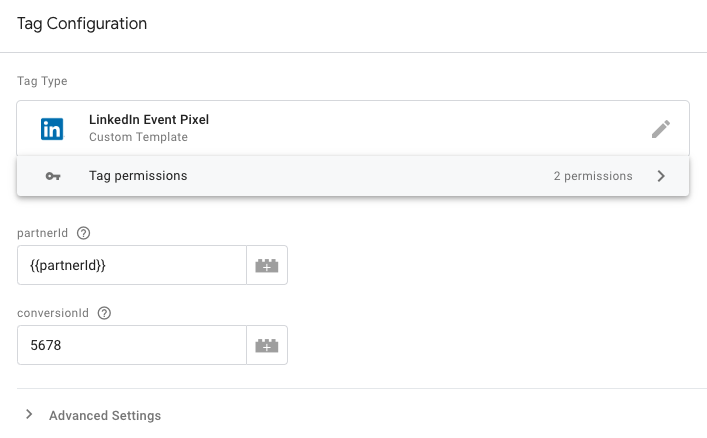 Tag Configuration
Tag Type
in
LinkedIn Event Pixel
Custom Template
Tag permissions
2 permissions
partnerId ?
{{partnerId}}
conversionId ?
5678
Advanced Settings